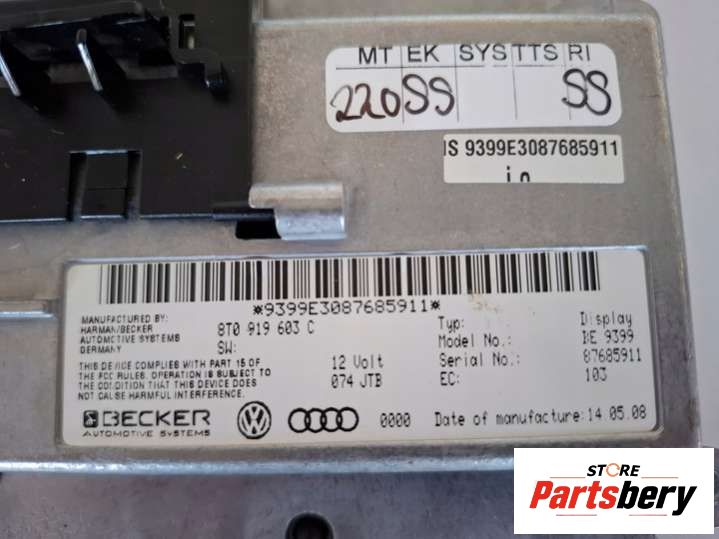 MT EK SYS TTS RI
220 SS SS
IS 9399E3087685911
*9399E3087685911*
MANUFACTURED BY:
HARMAN/BECKER
AUTOMOTIVE SYSTEMS
GERMANY
8T0 919 603 C
SW:
Typ: Display
Model No.: BE 9399
Serial No.: 87685911
EC: 103
THIS DEVICE COMPLIES WITH PART 15 OF
THE FCC RULES. OPERATION IS SUBJECT TO
THE CONDITION THAT THIS DEVICE DOES
NOT CAUSE HARMFUL INTERFERENCE.
12 Volt
074 JTB
BECKER
AUTOMOTIVE SYSTEMS
0000
Date of manufacture: 14.05.08
STORE
Partsbery